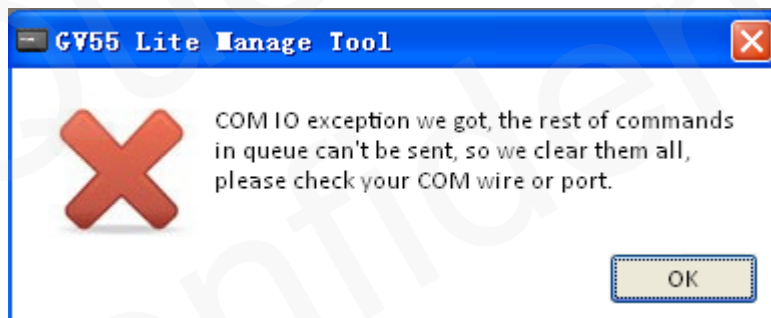 GV55 Lite Manage Tool
COM IO exception we got, the rest of commands
in queue can't be sent, so we clear them all,
please check your COM wire or port.
OK